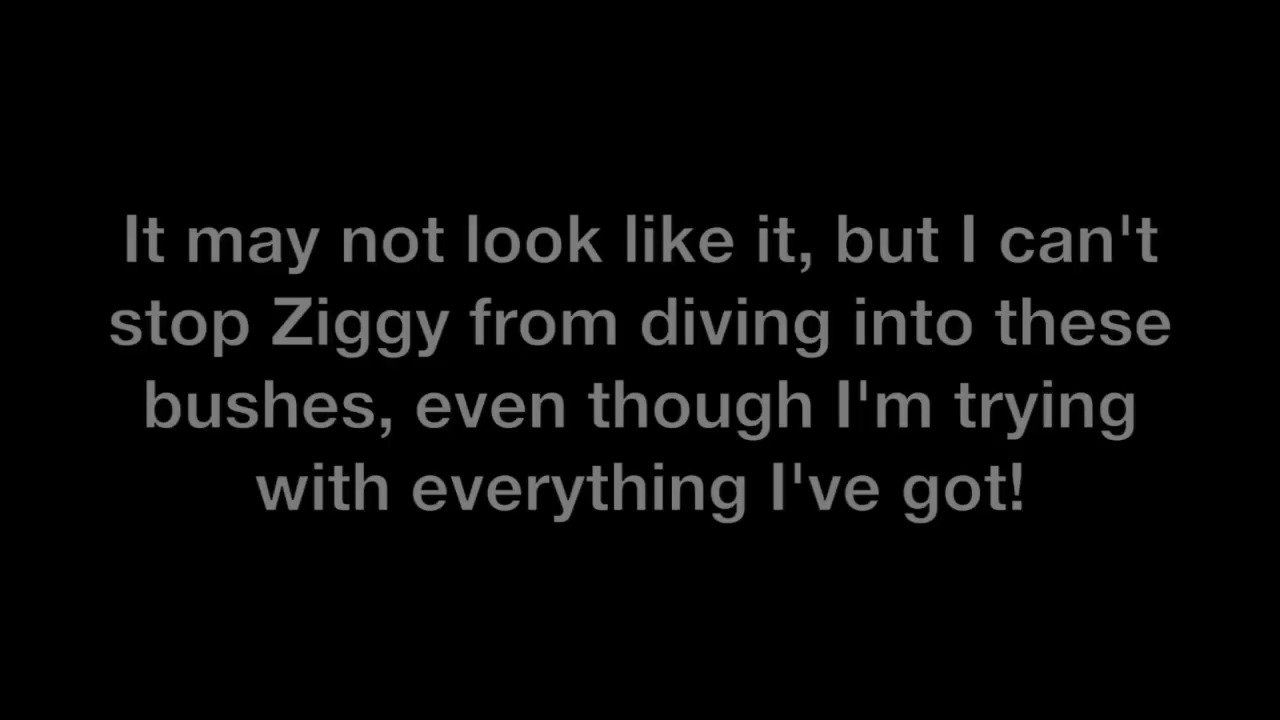 It may not look like it, but I can't
stop Ziggy from diving into these
bushes, even though I'm trying
with everything I've got!